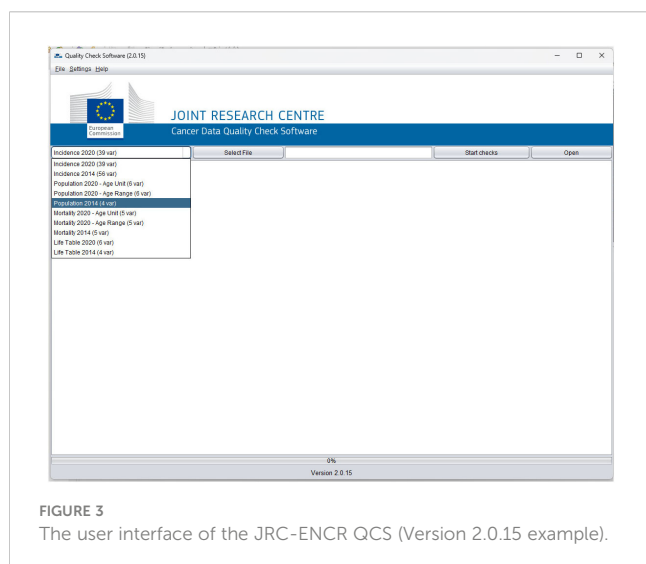 Quality Check Software (2.0.15)
File Settings Help
European
Commission
JOINT RESEARCH CENTRE
Cancer Data Quality Check Software
Incidence 2020 (39 var) Select File Start checks Open
Incidence 2020 (39 var)
Incidence 2014 (56 var)
Population 2020 - Age Unit (6 var)
Population 2020 - Age Range (6 var)
Population 2014 (4 var)
Mortality 2020 - Age Unit (5 var)
Mortality 2020 - Age Range (5 var)
Mortality 2014 (5 var)
Life Table 2020 (6 var)
Life Table 2014 (4 var)
0%
Version 2.0.15
FIGURE 3
The user interface of the JRC-ENCR QCS (Version 2.0.15 example).